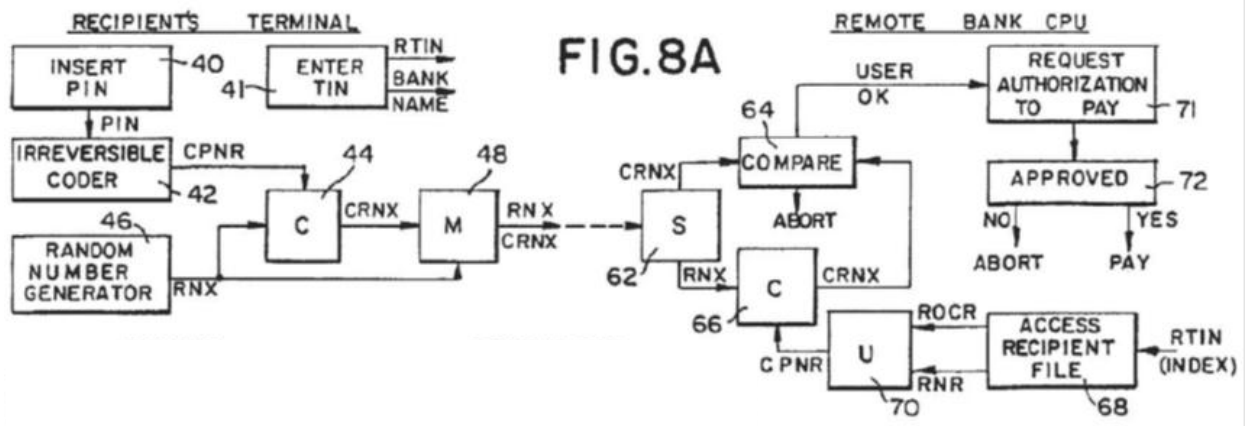 RECIPIENT'S TERMINAL
INSERT
PIN
40
41
ENTER
TIN
RTIN
BANK
NAME
PIN
IRREVERSIBLE
CODER
42
CPNR
44
C
CRNX
48
M
RNX
CRNX
46
RANDOM
NUMBER
GENERATOR
RNX
FIG.8A
REMOTE BANK CPU
USER
OK
REQUEST
AUTHORIZATION
TO PAY
71
64
COMPARE
CRNX
ABORT
APPROVED
72
NO
YES
ABORT
PAY
S
62
RNX
C
66
CRNX
CPNR
U
70
ROCR
RNR
ACCESS
RECIPIENT
FILE
68
RTIN
(INDEX)